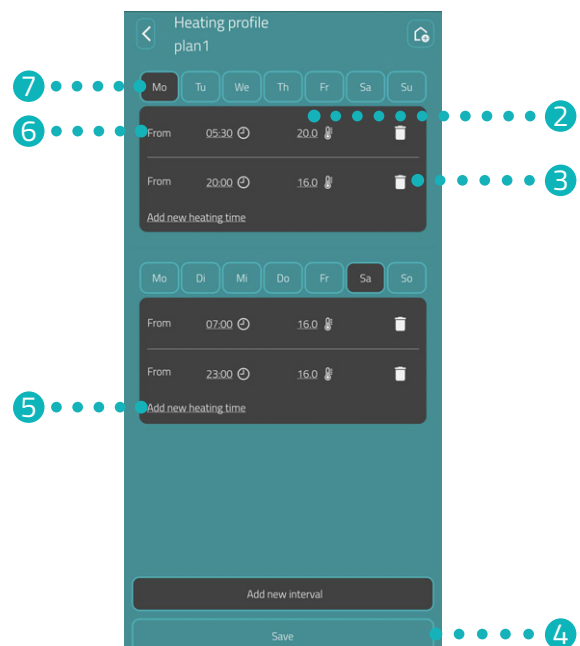 Heating profile
plan1
7
Mo Tu We Th Fr Sa Su
2
6
From 05:30 20.0
From 20:00 16.0
3
Add new heating time
Mo Di Mi Do Fr Sa So
From 07:00 16.0
From 23:00 16.0
5
Add new heating time
Add new interval
Save
4